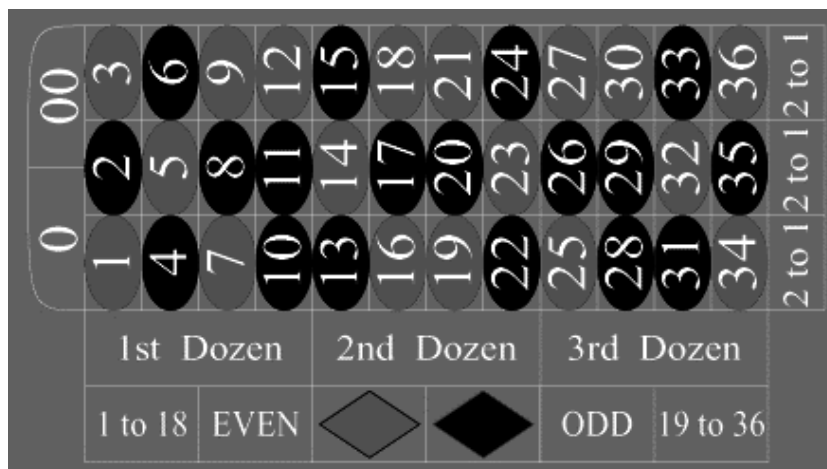 00 3 6 9 12 15 18 21 24 27 30 33 36 2 to 1
2 5 8 11 14 17 20 23 26 29 32 35 2 to 1
0 1 4 7 10 13 16 19 22 25 28 31 34 2 to 1
1st Dozen 2nd Dozen 3rd Dozen
1 to 18 EVEN ODD 19 to 36